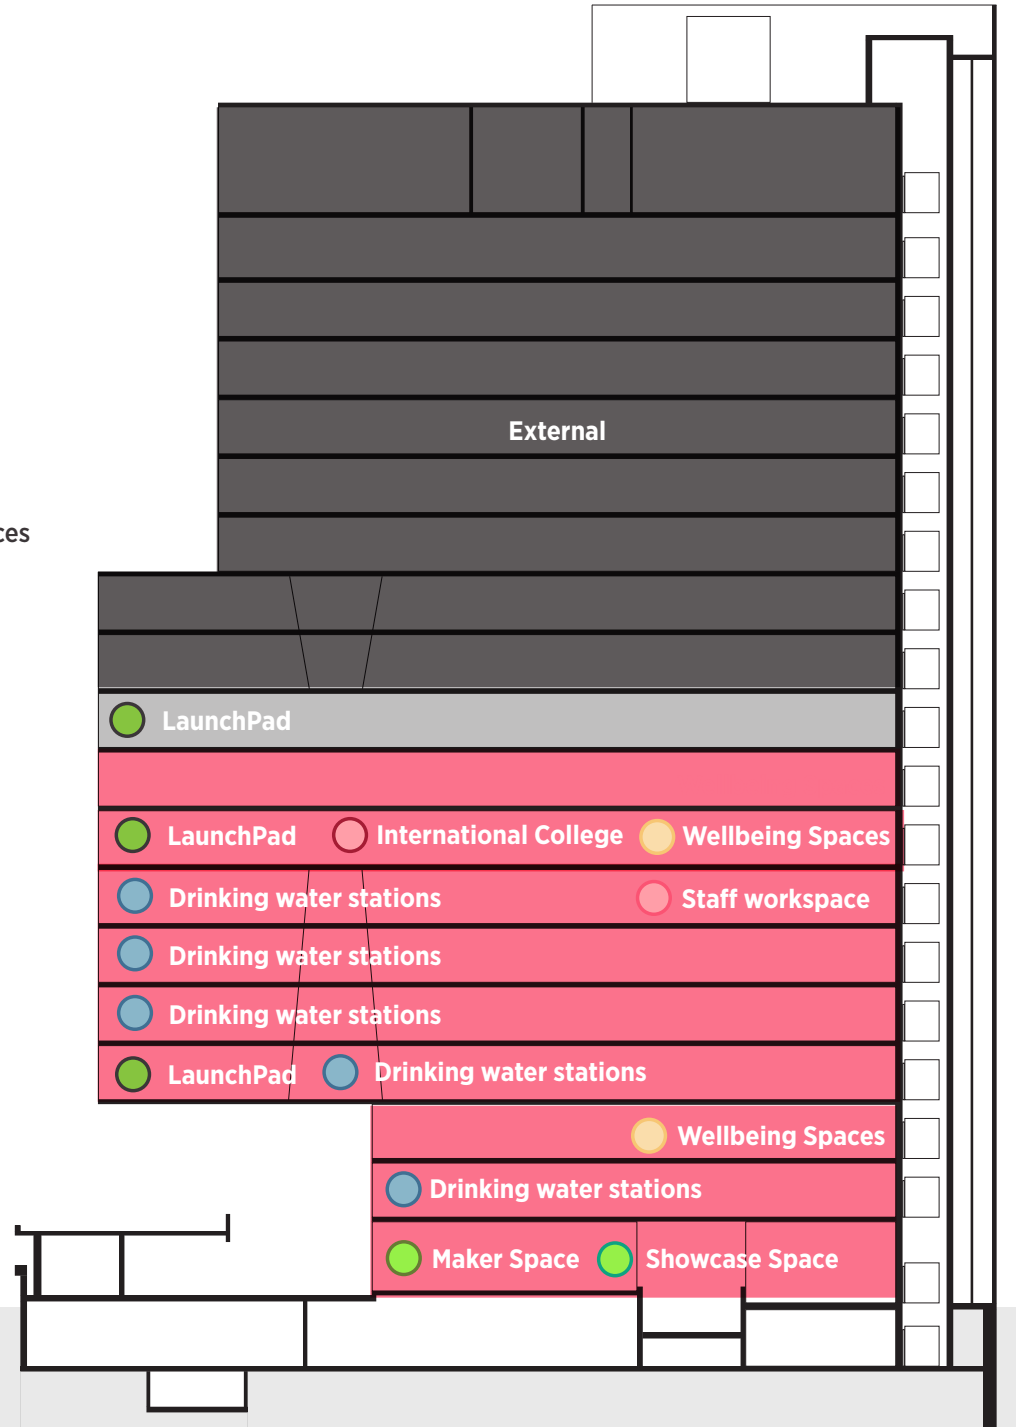 External
ces
LaunchPad
LaunchPad International College Wellbeing Spaces
Drinking water stations Staff workspace
Drinking water stations
Drinking water stations
LaunchPad Drinking water stations
Wellbeing Spaces
Drinking water stations
Maker Space Showcase Space